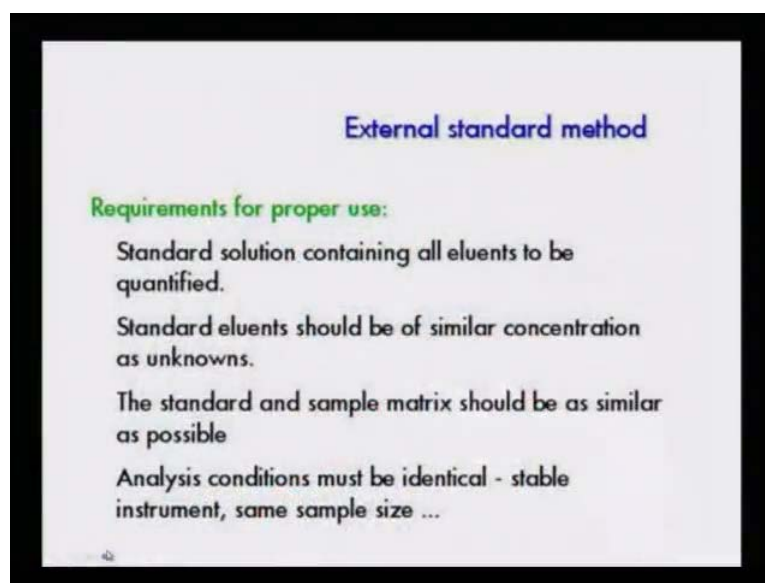 External standard method
Requirements for proper use:
Standard solution containing all eluents to be
quantified.
Standard eluents should be of similar concentration
as unknowns.
The standard and sample matrix should be as similar
as possible
Analysis conditions must be identical - stable
instrument, same sample size ...